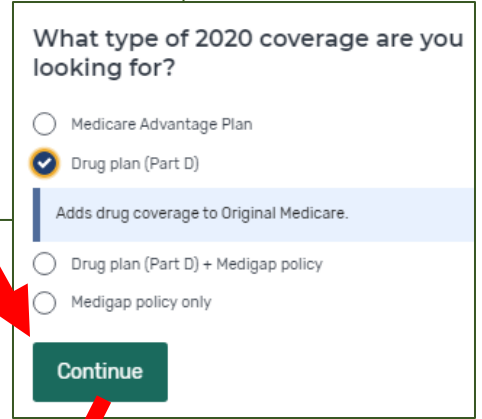 What type of 2020 coverage are you
looking for?
Medicare Advantage Plan
Drug plan (Part D)
Adds drug coverage to Original Medicare.
Drug plan (Part D) + Medigap policy
Medigap policy only
Continue